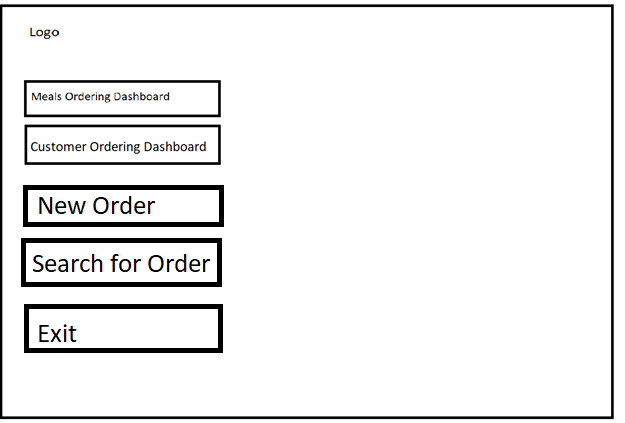 Logo
Meals Ordering Dashboard
Customer Ordering Dashboard
New Order
Search for Order
Exit